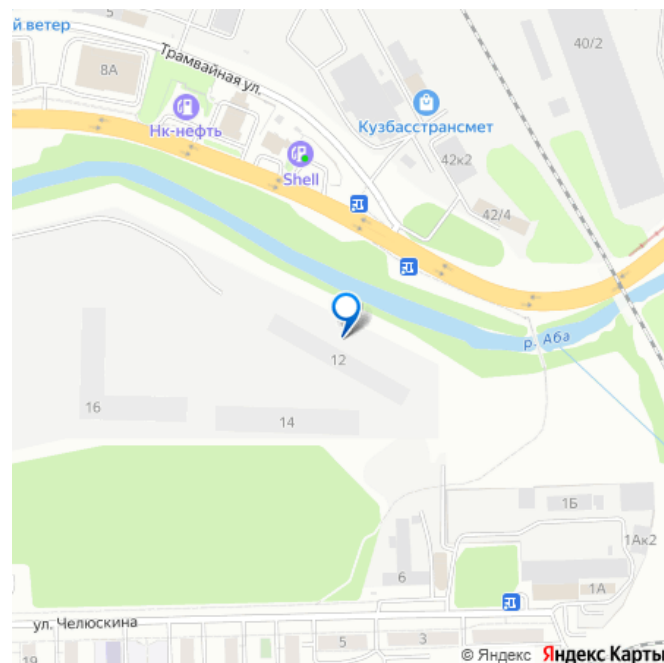 й ветер
5
Трамвайная ул.
40/2
8А
Нк-нефть
Кузбасстрансмет
Shell
42к2
42/4
р. Аба
12
16
14
1Б
1Ак2
6
1А
ул. Челюскина
5
3
19
© Яндекс Яндекс Карты